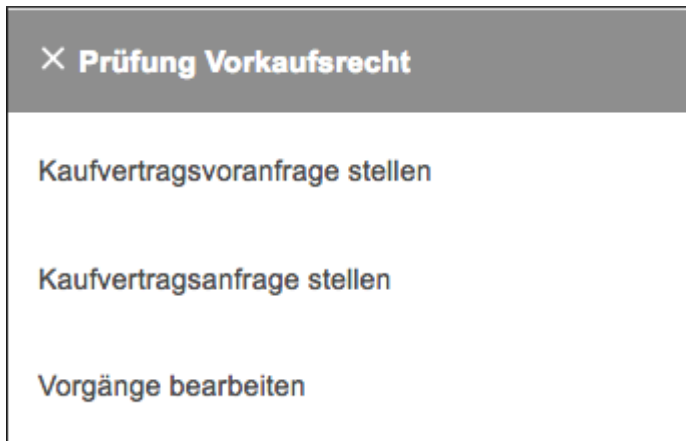 Prüfung Vorkaufsrecht
Kaufvertragsvoranfrage stellen
Kaufvertragsanfrage stellen
Vorgänge bearbeiten